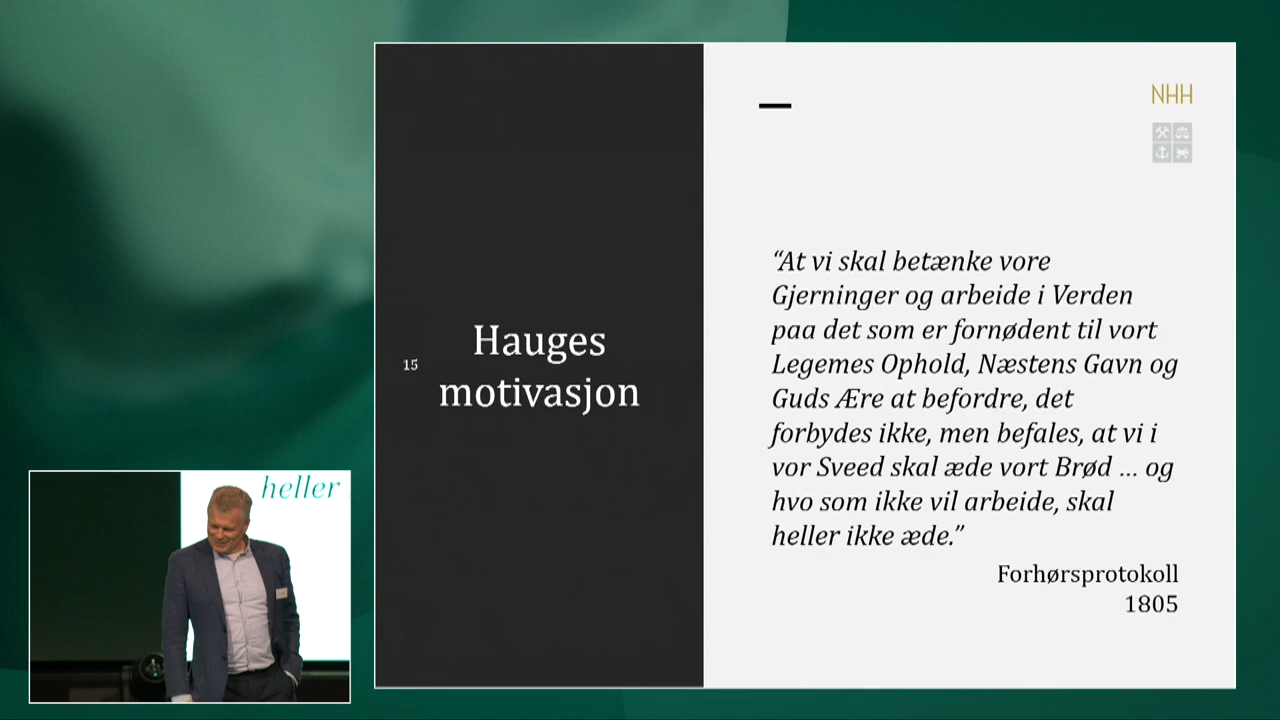 NHH
“At vi skal betænke vore
Gjerninger og arbeide i Verden
paa det som er fornødent til vort
Legemes Ophold, Næstens Gavn og
Guds Ære at befordre, det
forbydes ikke, men befales, at vi i
vor Sveed skal æde vort Brød ... og
hvo som ikke vil arbeide, skal
heller ikke æde.”
Forhørsprotokoll
1805
Hauges
motivasjon
15
heller